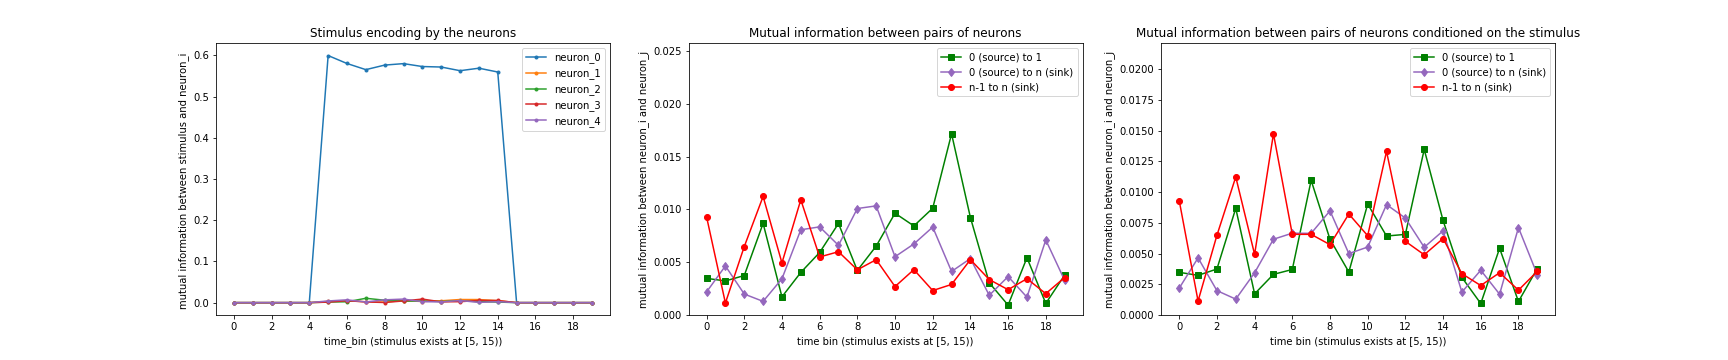 Stimulus encoding by the neurons
mutual information between stimulus and neuron_i
0.6
0.5
0.4
0.3
0.2
0.1
0.0
0 2 4 6 8 10 12 14 16 18
time_bin (stimulus exists at [5, 15))
neuron_0
neuron_1
neuron_2
neuron_3
neuron_4
Mutual information between pairs of neurons
mutual information between neuron_i and neuron_j
0.025
0.020
0.015
0.010
0.005
0.000
0 2 4 6 8 10 12 14 16 18
time bin (stimulus exists at [5, 15))
0 (source) to 1
0 (source) to n (sink)
n-1 to n (sink)
Mutual information between pairs of neurons conditioned on the stimulus
mutual information between neuron_i and neuron_j
0.0200
0.0175
0.0150
0.0125
0.0100
0.0075
0.0050
0.0025
0.0000
0 2 4 6 8 10 12 14 16 18
time bin (stimulus exists at [5, 15))
0 (source) to 1
0 (source) to n (sink)
n-1 to n (sink)